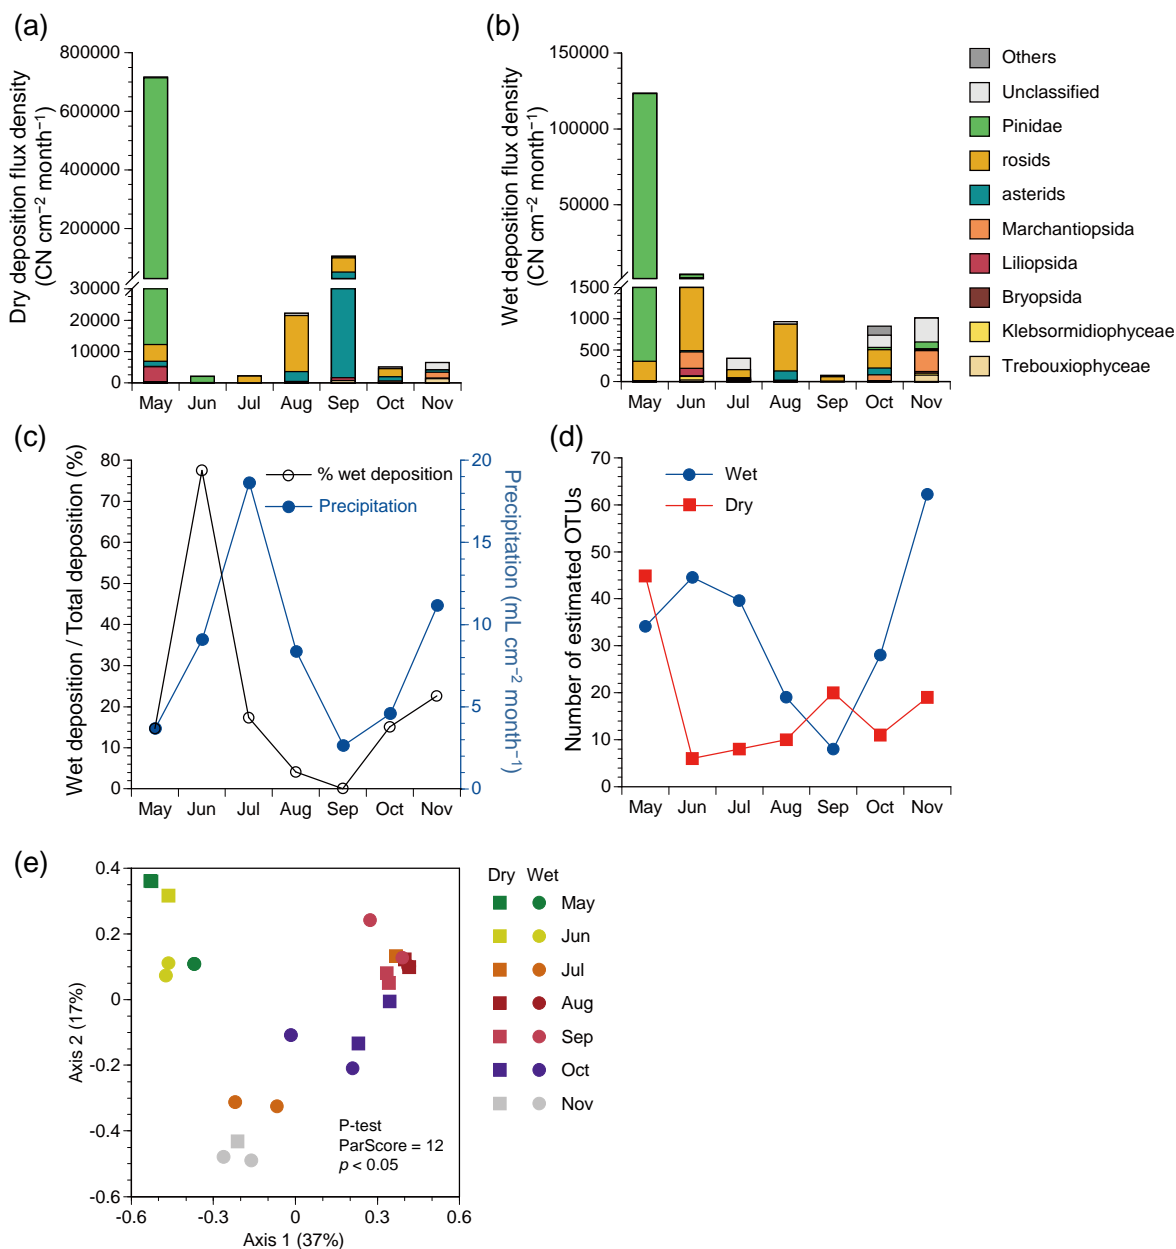 (a)
Dry deposition flux density
(CN cm⁻² month⁻¹)
800000
600000
400000
200000
30000
20000
10000
0
May Jun Jul Aug Sep Oct Nov
(b)
Wet deposition flux density
(CN cm⁻² month⁻¹)
150000
100000
50000
1500
1000
500
0
May Jun Jul Aug Sep Oct Nov
Others
Unclassified
Pinidae
rosids
asterids
Marchantiopsida
Liliopsida
Bryopsida
Klebsormidiophyceae
Trebouxiophyceae
(c)
Wet deposition / Total deposition (%)
80
70
60
50
40
30
20
10
0
% wet deposition
Precipitation
20
15
10
5
0
Precipitation (mL cm⁻² month⁻¹)
May Jun Jul Aug Sep Oct Nov
(d)
Number of estimated OTUs
70
60
50
40
30
20
10
0
Wet
Dry
May Jun Jul Aug Sep Oct Nov
(e)
Axis 2 (17%)
0.4
0.2
0
-0.2
-0.4
-0.6
P-test
ParScore = 12
p < 0.05
-0.6 -0.3 0 0.3 0.6
Axis 1 (37%)
Dry Wet
May
Jun
Jul
Aug
Sep
Oct
Nov